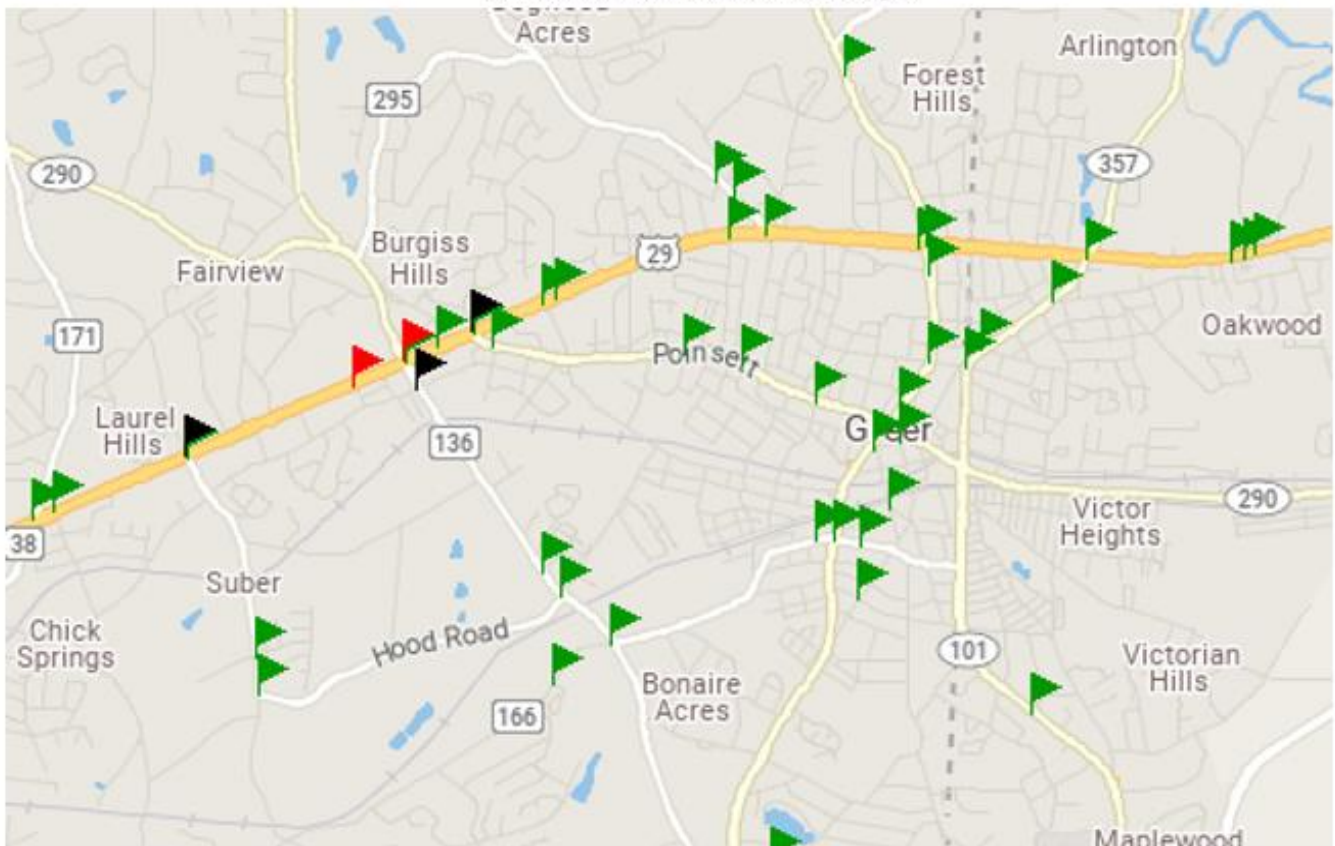 Acres
Arlington
Forest
Hills
295
290
357
Burgiss
Hills
29
Fairview
171
Oakwood
Poinsett
Laurel
Hills
136
Greer
290
Victor
Heights
38
Suber
Chick
Springs
Hood Road
101
Victorian
Hills
Bonaire
Acres
166
Maplewood